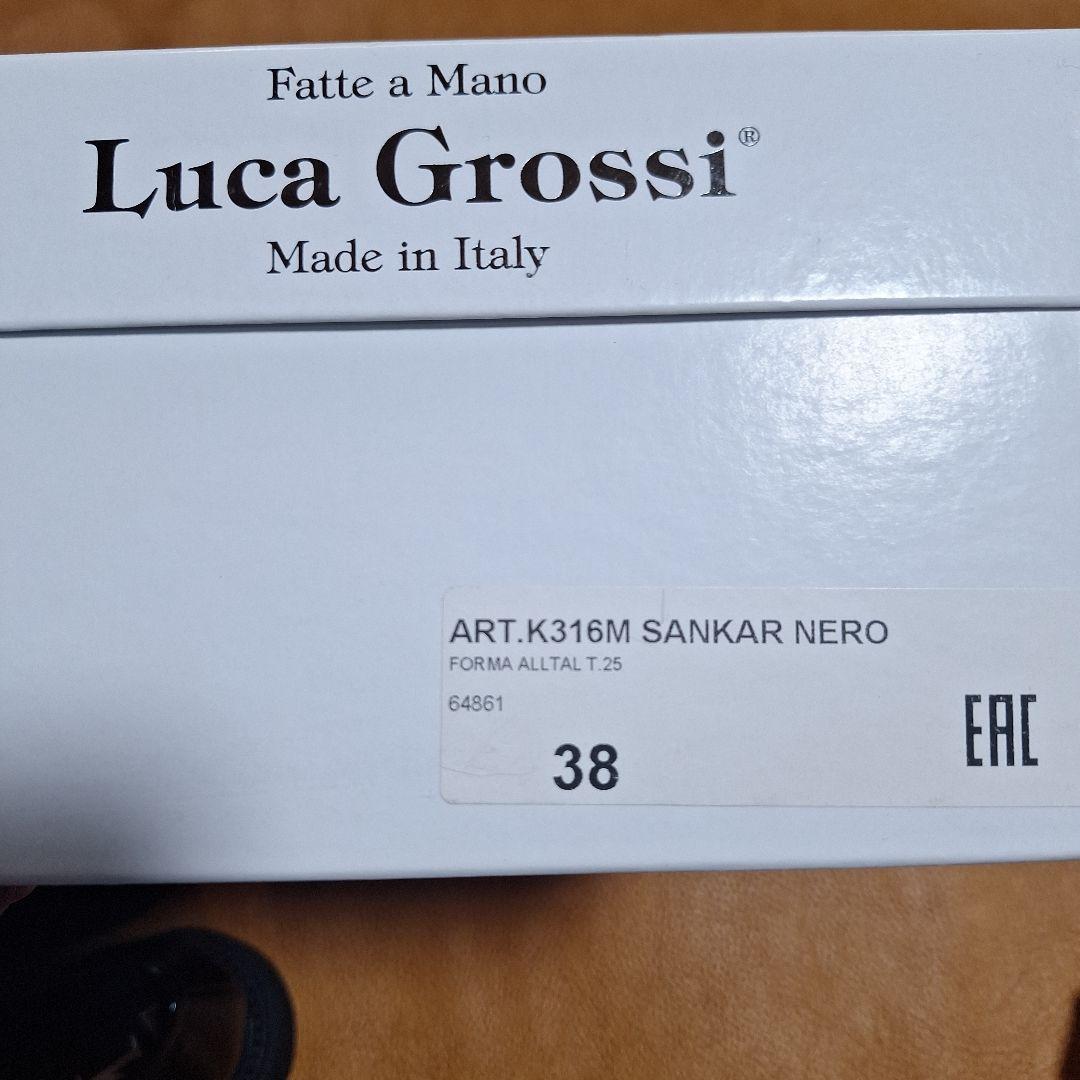 Fatte a Mano
Luca Grossi®
Made in Italy
ART.K316M SANKAR NERO
FORMA ALLTAL T.25
64861
38
EAC